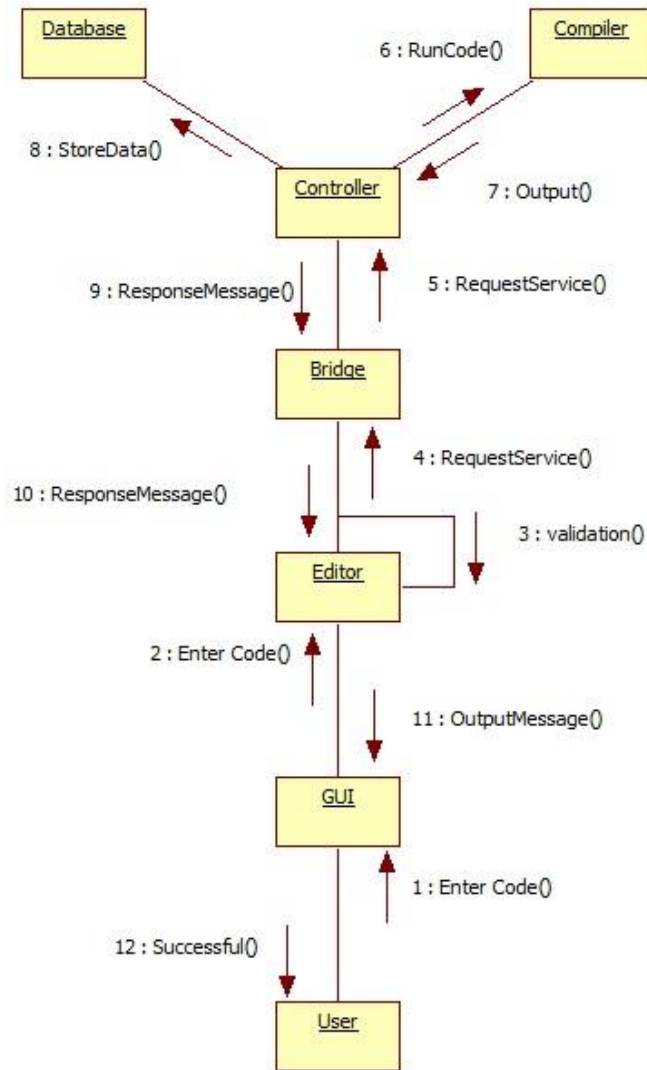 Database
Compiler
6 : RunCode()
8 : StoreData()
Controller
7 : Output()
9 : ResponseMessage()
5 : RequestService()
Bridge
4 : RequestService()
10 : ResponseMessage()
3 : validation()
Editor
2 : Enter Code()
11 : OutputMessage()
GUI
1 : Enter Code()
12 : Successful()
User